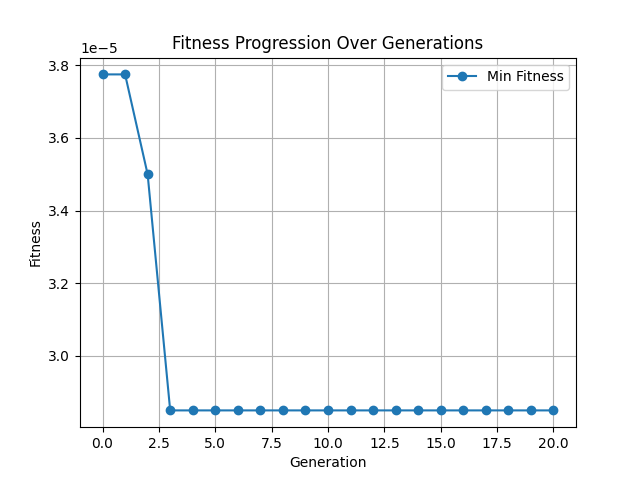 Fitness Progression Over Generations
1e−5
Min Fitness
3.8
3.6
3.4
3.2
3.0
Fitness
0.0 2.5 5.0 7.5 10.0 12.5 15.0 17.5 20.0
Generation